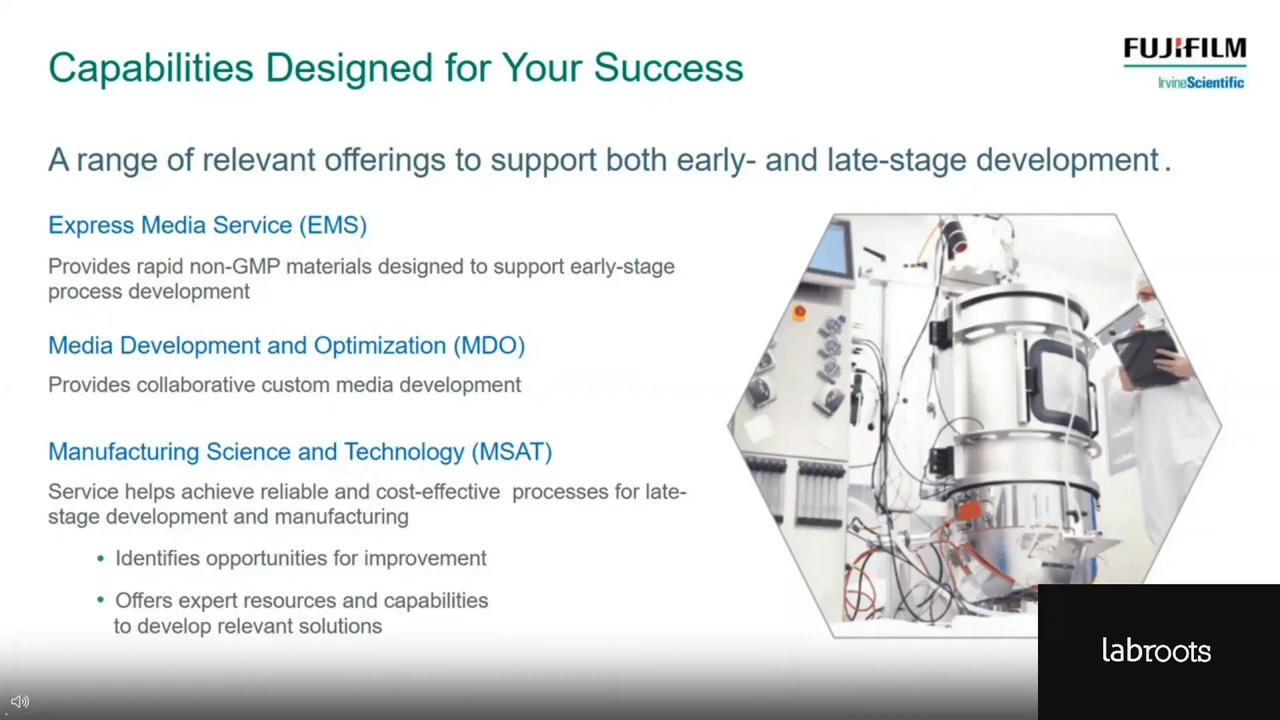 Capabilities Designed for Your Success
FUJIFILM
IrvineScientific
A range of relevant offerings to support both early- and late-stage development.
Express Media Service (EMS)
Provides rapid non-GMP materials designed to support early-stage
process development
Media Development and Optimization (MDO)
Provides collaborative custom media development
Manufacturing Science and Technology (MSAT)
Service helps achieve reliable and cost-effective processes for late-
stage development and manufacturing
• Identifies opportunities for improvement
• Offers expert resources and capabilities
to develop relevant solutions
labroots